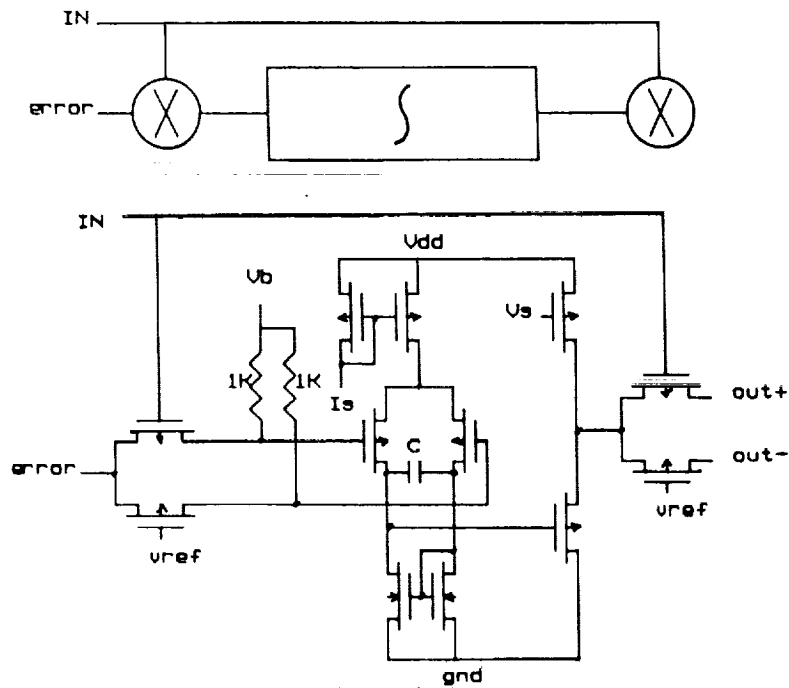 IN
error
IN
Vdd
Vb
Vs
1K 1K
Is
out+
C
error
out-
vref
vref
gnd